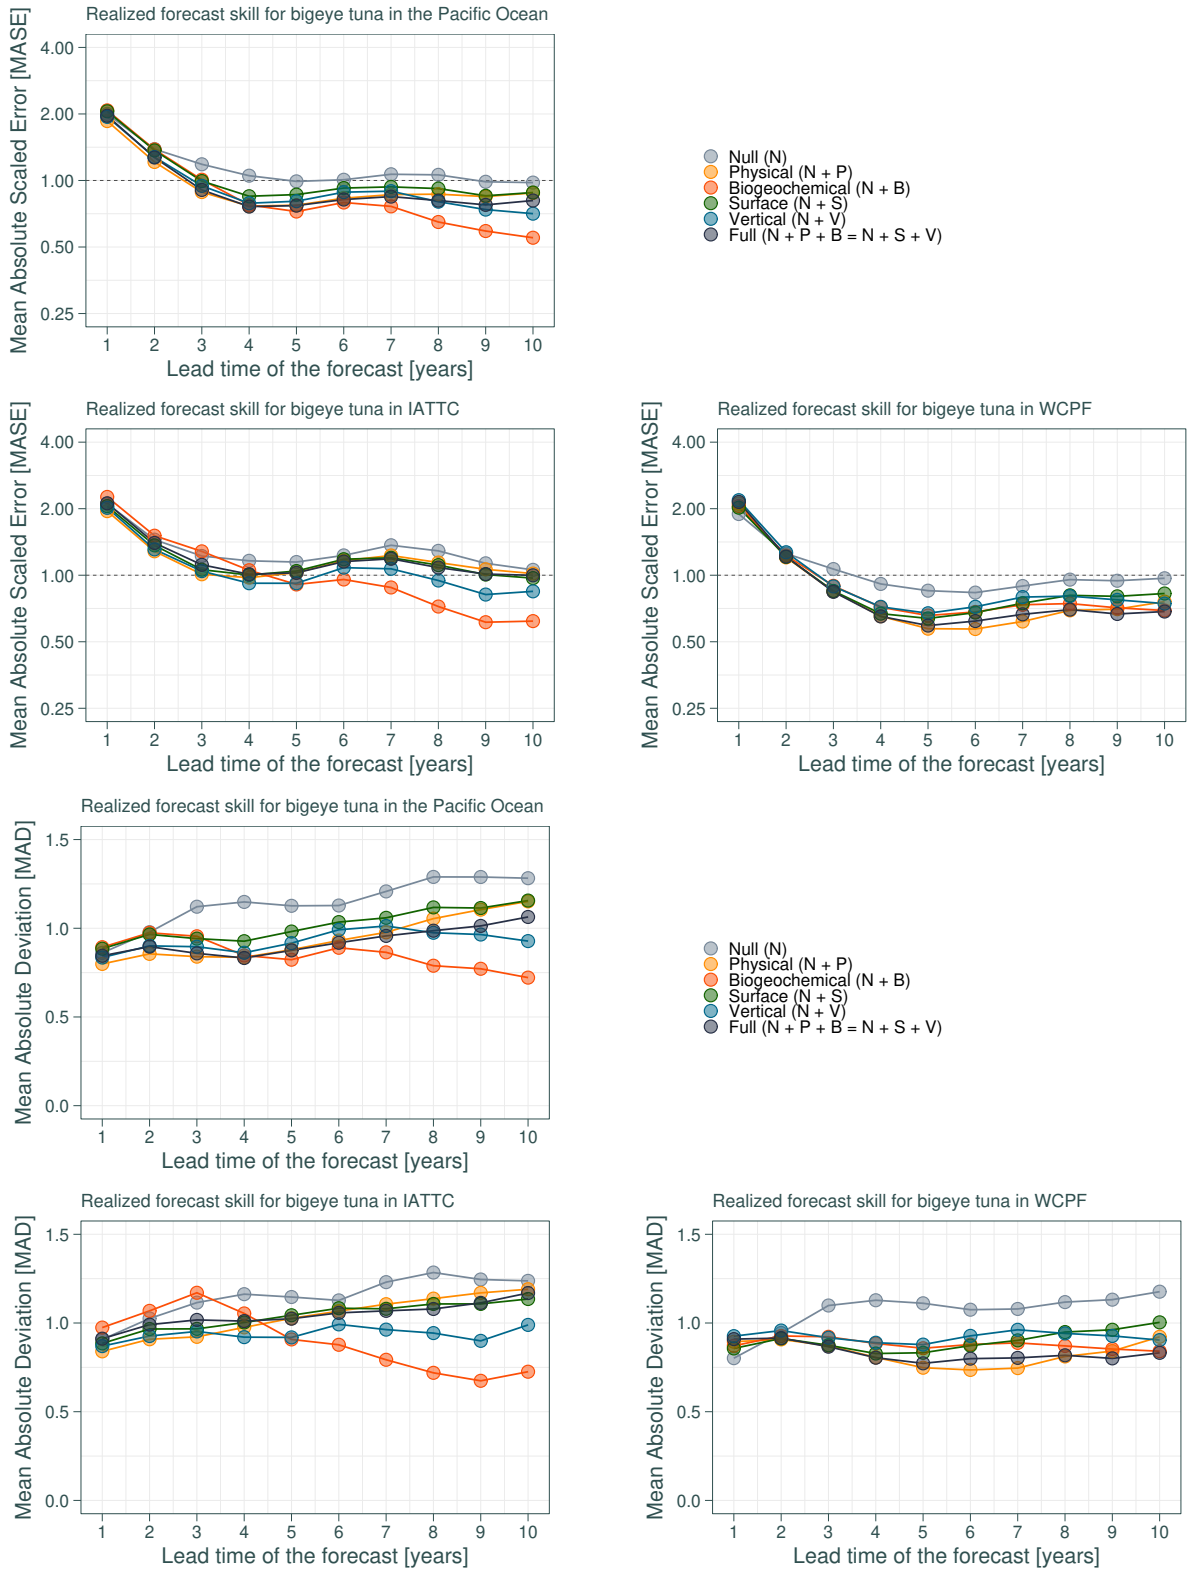 Realized forecast skill for bigeye tuna in the Pacific Ocean
Mean Absolute Scaled Error [MASE]
4.00
2.00
1.00
0.50
0.25
1 2 3 4 5 6 7 8 9 10
Lead time of the forecast [years]
Null (N)
Physical (N + P)
Biogeochemical (N + B)
Surface (N + S)
Vertical (N + V)
Full (N + P + B = N + S + V)
Realized forecast skill for bigeye tuna in IATTC
Mean Absolute Scaled Error [MASE]
4.00
2.00
1.00
0.50
0.25
1 2 3 4 5 6 7 8 9 10
Lead time of the forecast [years]
Realized forecast skill for bigeye tuna in WCPF
Mean Absolute Scaled Error [MASE]
4.00
2.00
1.00
0.50
0.25
1 2 3 4 5 6 7 8 9 10
Lead time of the forecast [years]
Realized forecast skill for bigeye tuna in the Pacific Ocean
Mean Absolute Deviation [MAD]
1.5
1.0
0.5
0.0
1 2 3 4 5 6 7 8 9 10
Lead time of the forecast [years]
Null (N)
Physical (N + P)
Biogeochemical (N + B)
Surface (N + S)
Vertical (N + V)
Full (N + P + B = N + S + V)
Realized forecast skill for bigeye tuna in IATTC
Mean Absolute Deviation [MAD]
1.5
1.0
0.5
0.0
1 2 3 4 5 6 7 8 9 10
Lead time of the forecast [years]
Realized forecast skill for bigeye tuna in WCPF
Mean Absolute Deviation [MAD]
1.5
1.0
0.5
0.0
1 2 3 4 5 6 7 8 9 10
Lead time of the forecast [years]